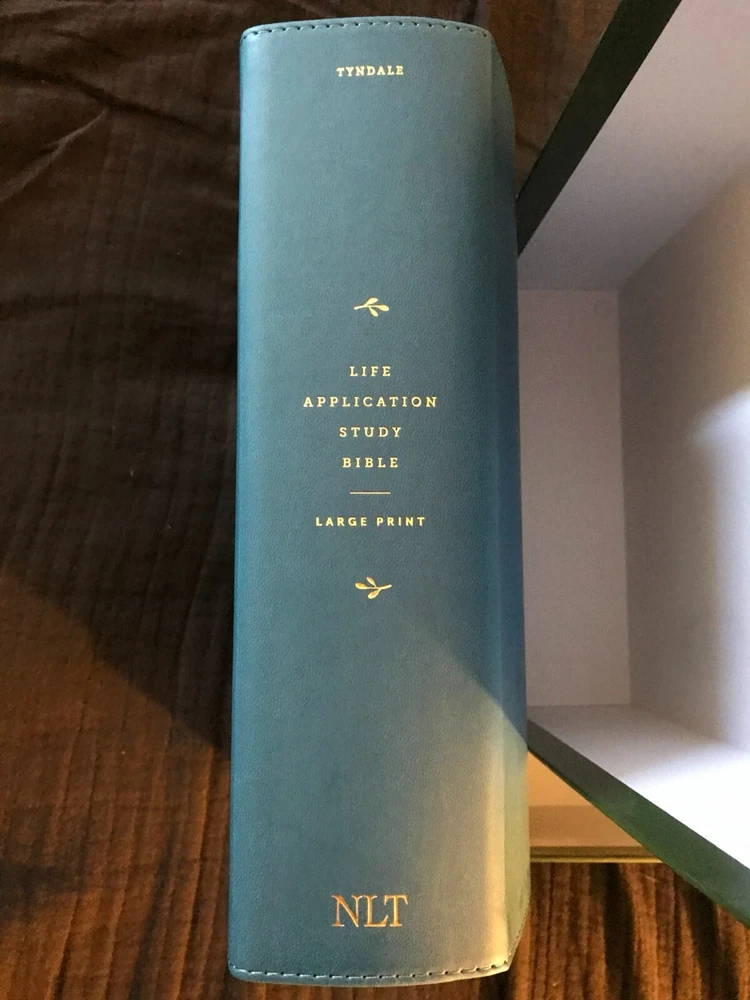 TYNDALE
LIFE
APPLICATION
STUDY
BIBLE
LARGE PRINT
NLT